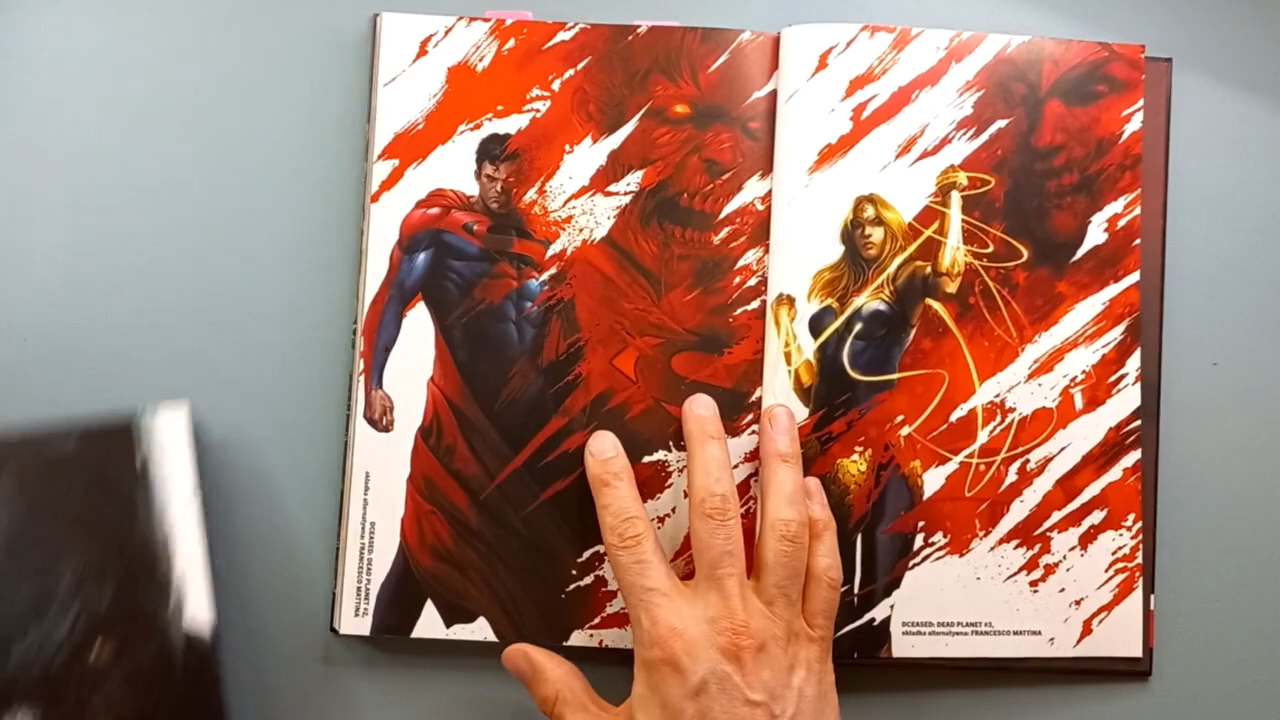 DCEASED: DEAD PLANET #2,
okładka alternatywna: FRANCESCO MATTINA
DCEASED: DEAD PLANET #3,
okładka alternatywna: FRANCESCO MATTINA